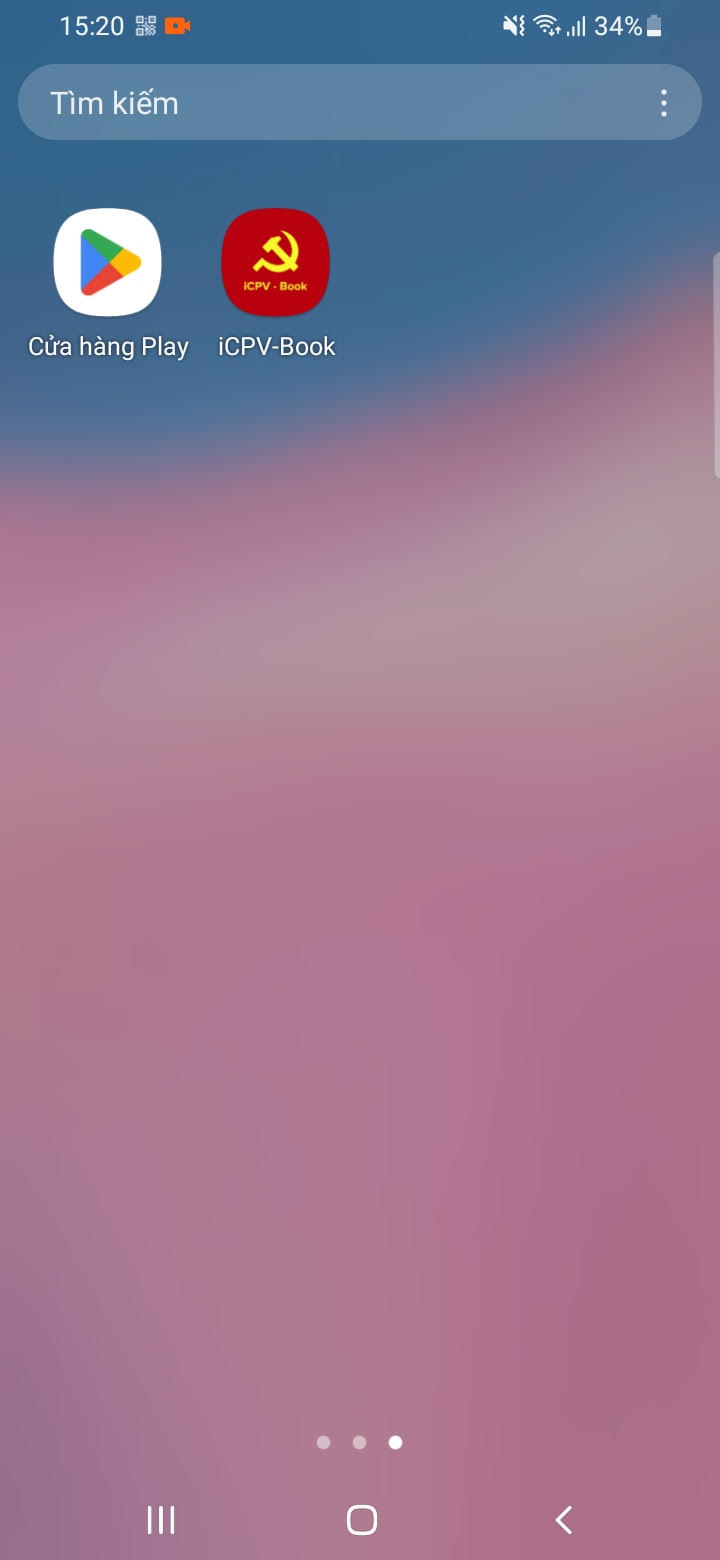 15:20
34%
Tìm kiếm
iCPV - Book
Cửa hàng Play
iCPV-Book